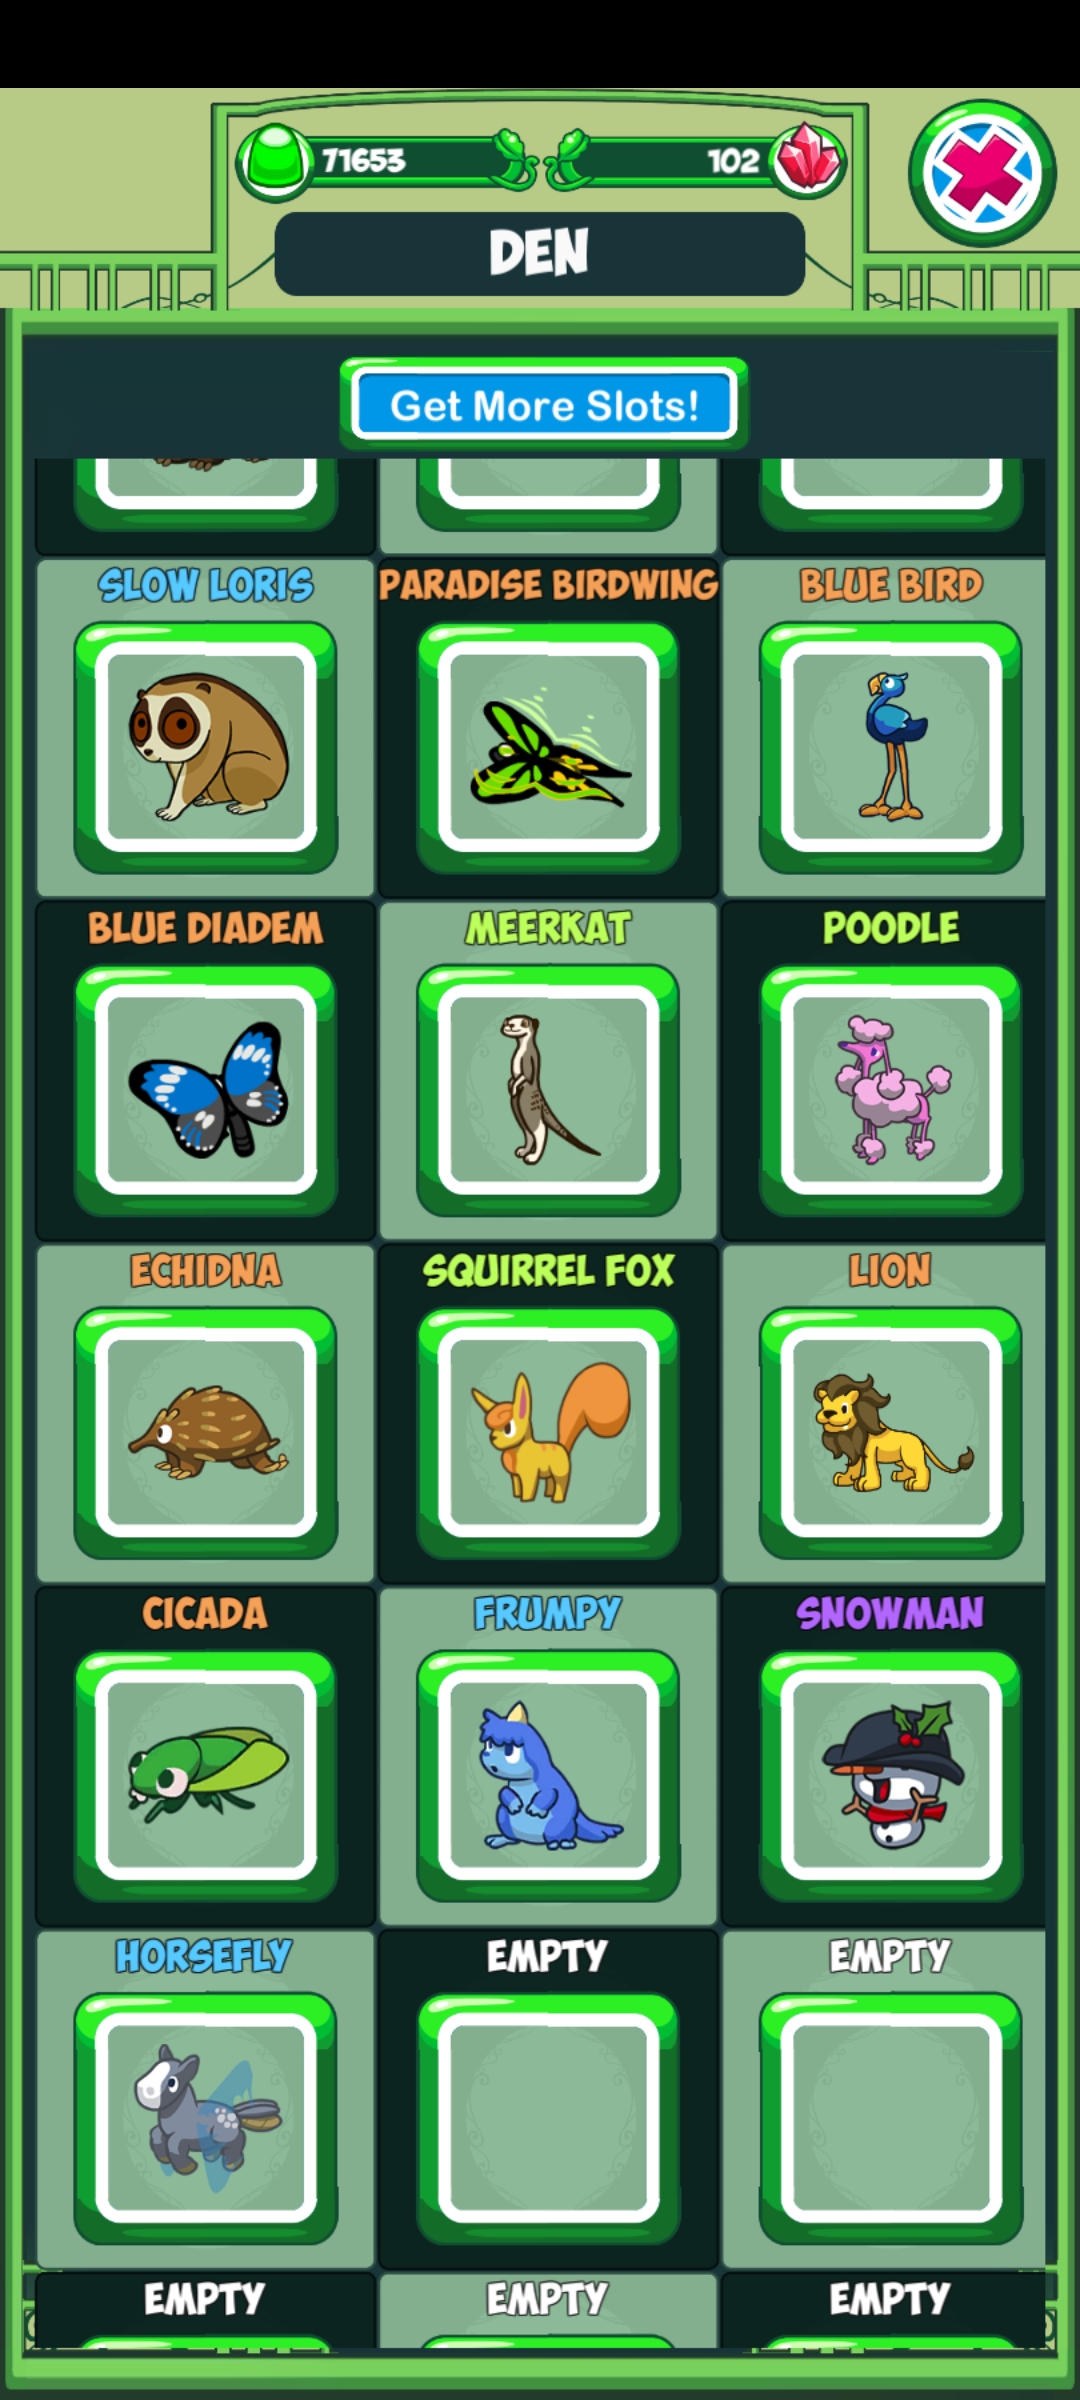 71653
102
DEN
Get More Slots!
SLOW LORIS
PARADISE BIRDWING
BLUE BIRD
BLUE DIADEM
MEERKAT
POODLE
ECHIDNA
SQUIRREL FOX
LION
CICADA
FRUMPY
SNOWMAN
HORSEFLY
EMPTY
EMPTY
EMPTY
EMPTY
EMPTY